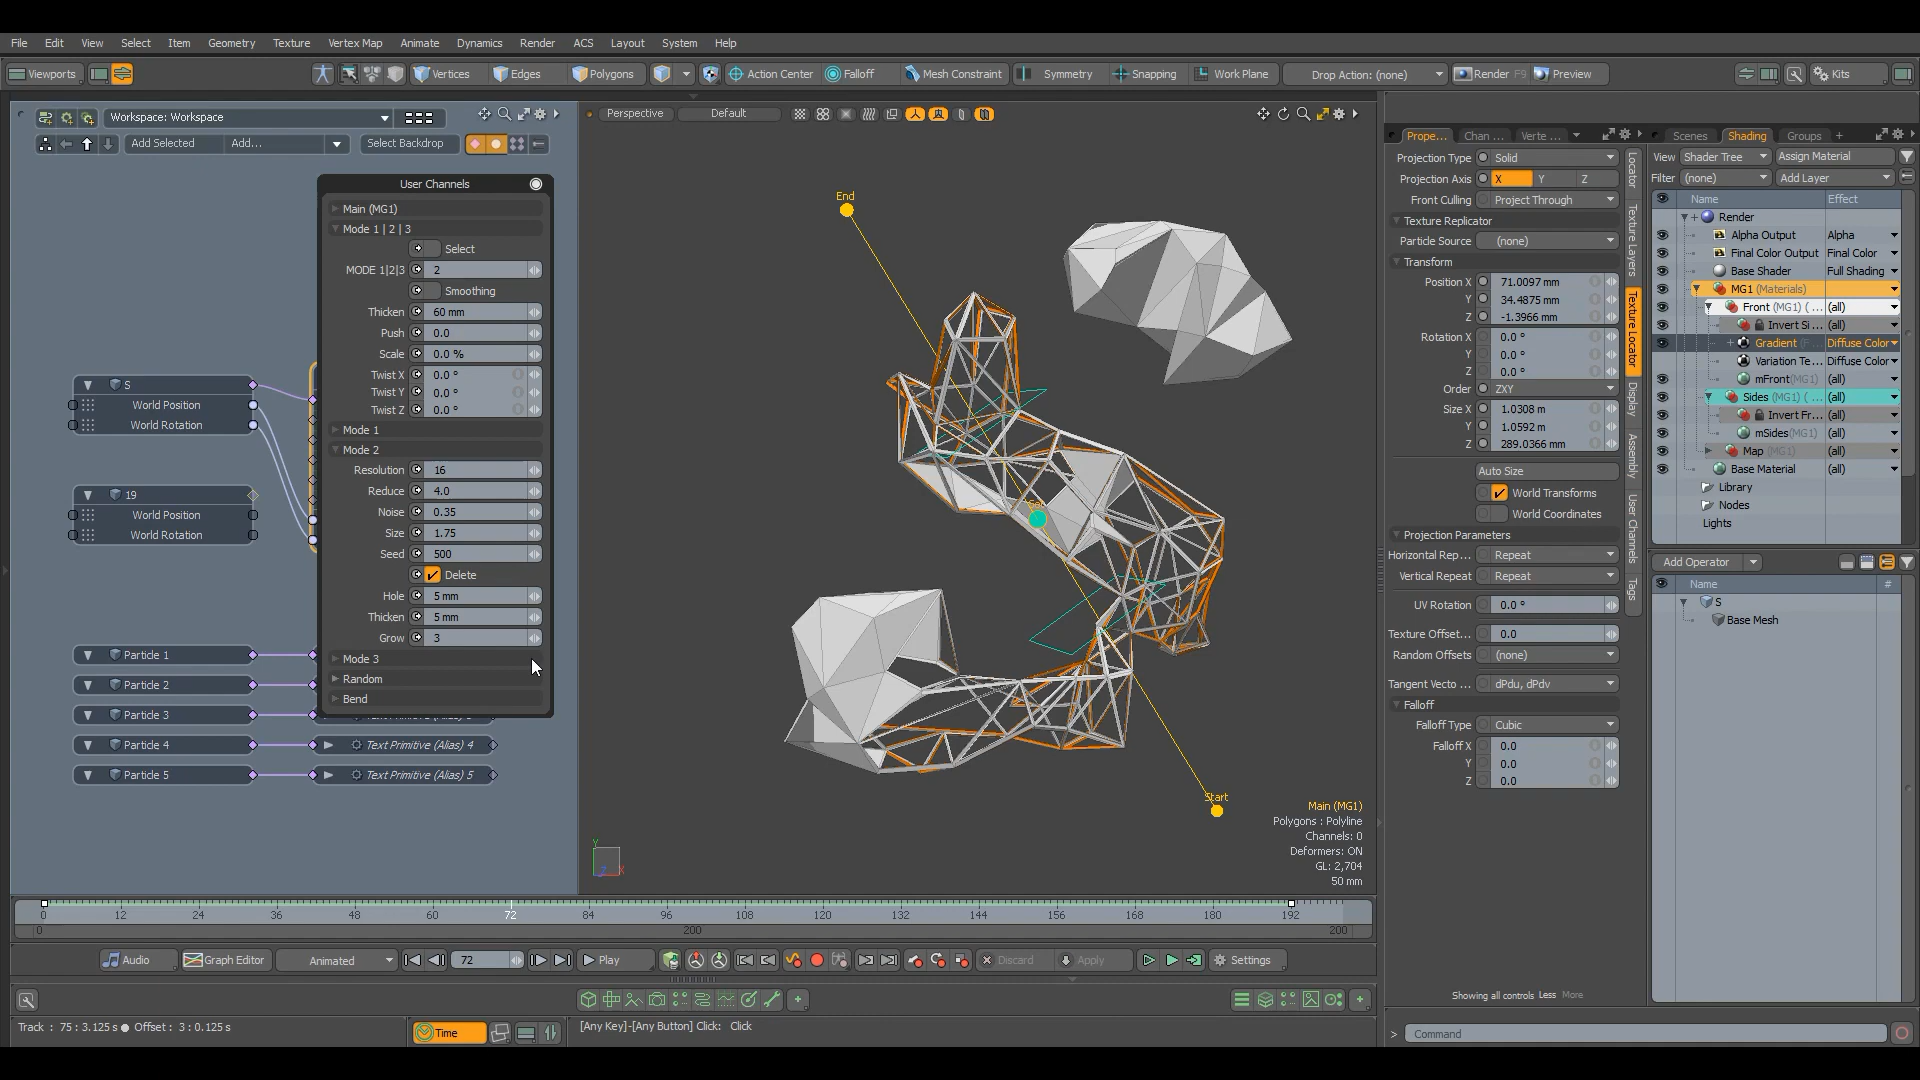 File Edit View Select Item Geometry Texture Vertex Map Animate Dynamics Render ACS Layout System Help
Viewports Vertices Edges Polygons Action Center Falloff Mesh Constraint Symmetry Snapping Work Plane Drop Action: (none) Render F9 Preview Kits
Workspace: Workspace
Add Selected Add... Select Backdrop
S
World Position
World Rotation
19
World Position
World Rotation
Particle 1
Particle 2
Particle 3
Particle 4
Particle 5
Text Primitive (Alias) 4
Text Primitive (Alias) 5
User Channels
Main (MG1)
Mode 1 | 2 | 3
Select
MODE 1|2|3 2
Smoothing
Thicken 60 mm
Push 0.0
Scale 0.0 %
Twist X 0.0 °
Twist Y 0.0 °
Twist Z 0.0 °
Mode 1
Mode 2
Resolution 16
Reduce 4.0
Noise 0.35
Size 1.75
Seed 500
Delete
Hole 5 mm
Thicken 5 mm
Grow 3
Mode 3
Random
Bend
Perspective Default
End
Start
Main (MG1)
Polygons : Polyline
Channels: 0
Deformers: ON
GL: 2,704
50 mm
Y
X
Prope... Chan ... Verte ...
Projection Type Solid
Projection Axis X Y Z
Front Culling Project Through
Texture Replicator
Particle Source (none)
Transform
Position X 71.0097 mm
Y 34.4875 mm
Z -1.3966 mm
Rotation X 0.0 °
Y 0.0 °
Z 0.0 °
Order ZXY
Size X 1.0308 m
Y 1.0592 m
Z 289.0366 mm
Auto Size
World Transforms
World Coordinates
Projection Parameters
Horizontal Rep... Repeat
Vertical Repeat Repeat
UV Rotation 0.0 °
Texture Offset... 0.0
Random Offsets (none)
Tangent Vecto ... dPdu, dPdv
Falloff
Falloff Type Cubic
Falloff X 0.0
Y 0.0
Z 0.0
Showing all controls Less More
Locator
Texture Layers
Texture Locator
Display
Assembly
User Channels
Tags
Scenes Shading Groups +
View Shader Tree Assign Material
Filter (none) Add Layer
Name Effect
Render
Alpha Output Alpha
Final Color Output Final Color
Base Shader Full Shading
MG1 (Materials)
Front (MG1) ( ... (all)
Invert Si ... (all)
Gradient Diffuse Color
Variation Te... Diffuse Color
mFront(MG1) (all)
Sides (MG1) ( ... (all)
Invert Fr... (all)
mSides(MG1) (all)
Map (MG1) (all)
Base Material (all)
Library
Nodes
Lights
Add Operator
Name #
S
Base Mesh
0 12 24 36 48 60 72 84 96 108 120 132 144 156 168 180 192
0 200 200
Audio Graph Editor Animated 72 Play Discard Apply Settings
Track : 75 : 3.125 s Offset : 3 : 0.125 s
Time
[Any Key]-[Any Button] Click: Click
> Command